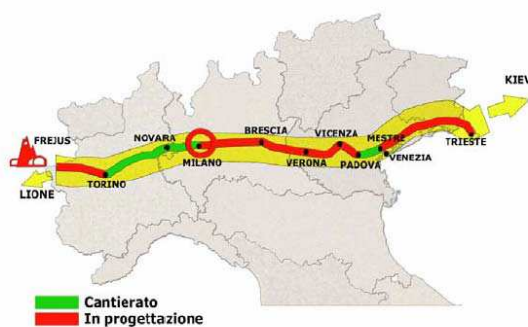 KIEV
FREJUS
NOVARA
BRESCIA
VICENZA
MESTRE
TRIESTE
MILANO
VERONA
PADOVA
VENEZIA
LIONE
TORINO
Cantierato
In progettazione